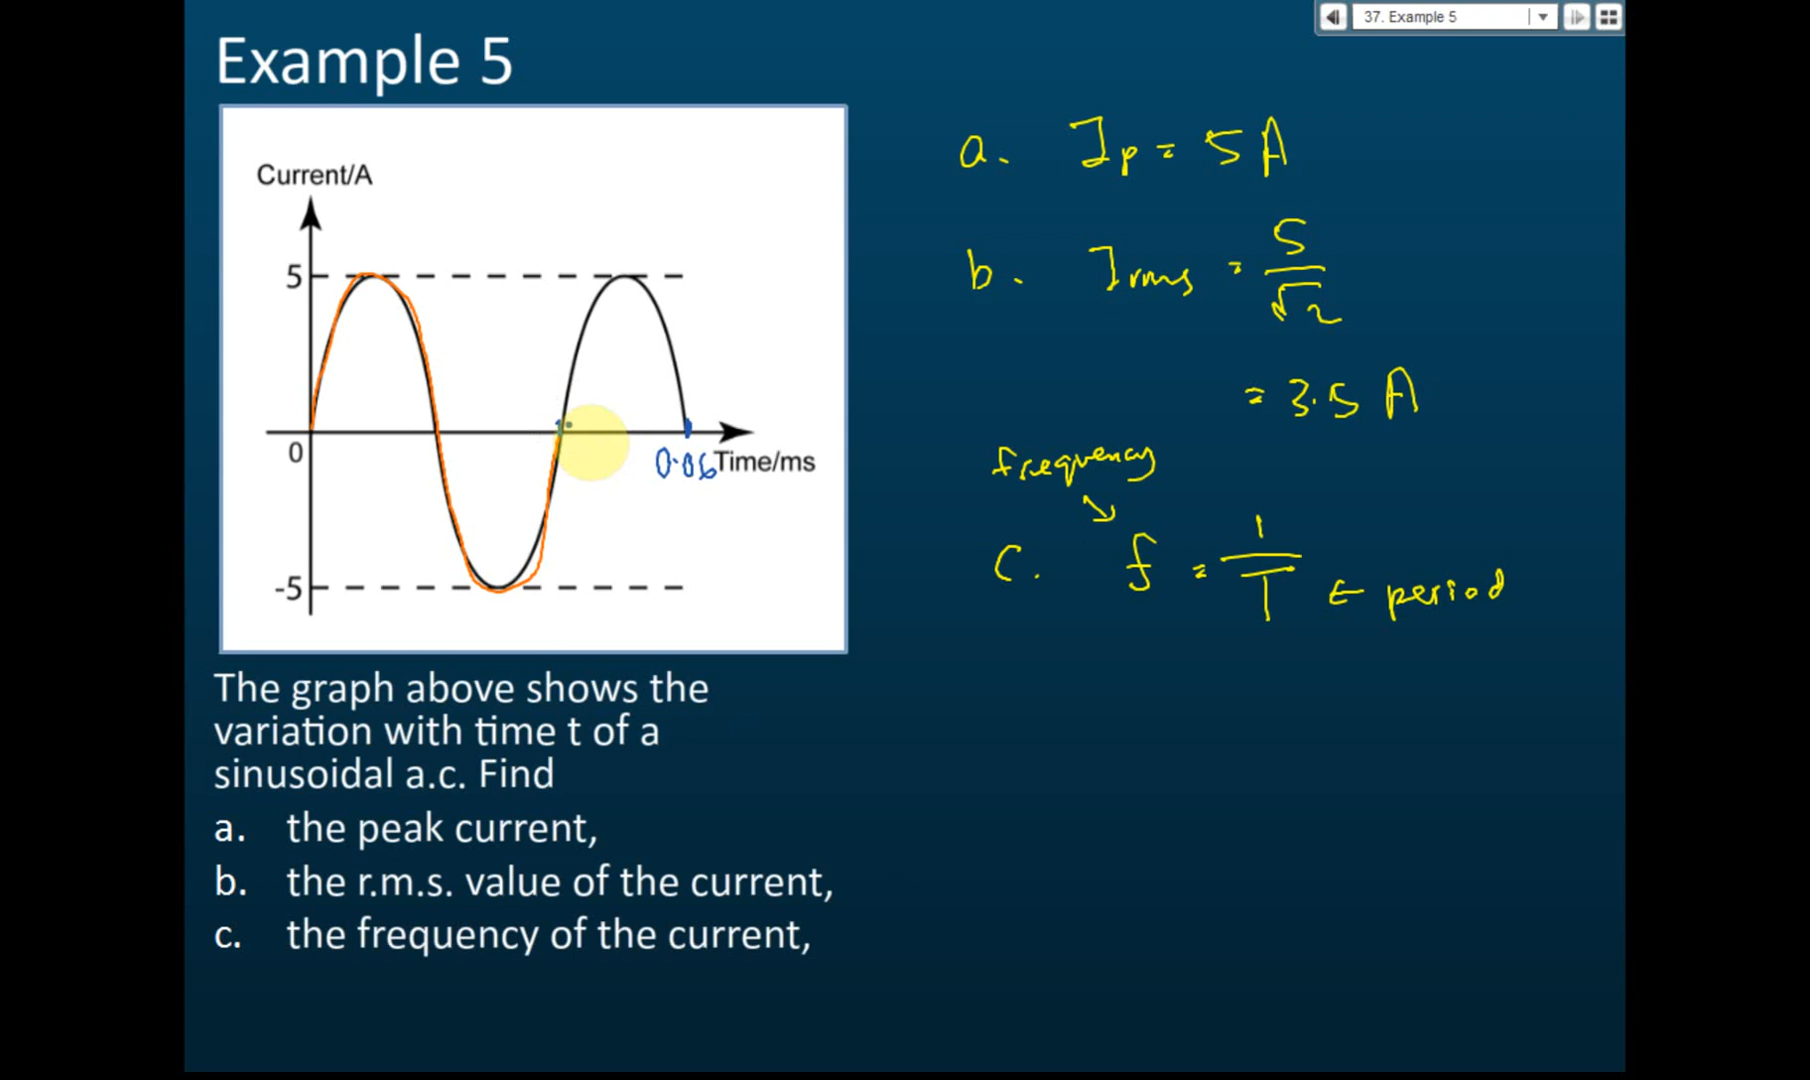 37. Example 5
Example 5
Current/A
5
0
-5
0.06
Time/ms
The graph above shows the
variation with time t of a
sinusoidal a.c. Find
a. the peak current,
b. the r.m.s. value of the current,
c. the frequency of the current,
a. Ip = 5 A
b. Irms = 5/√2
= 3.5 A
frequency
↘
c. f = 1/T ← period